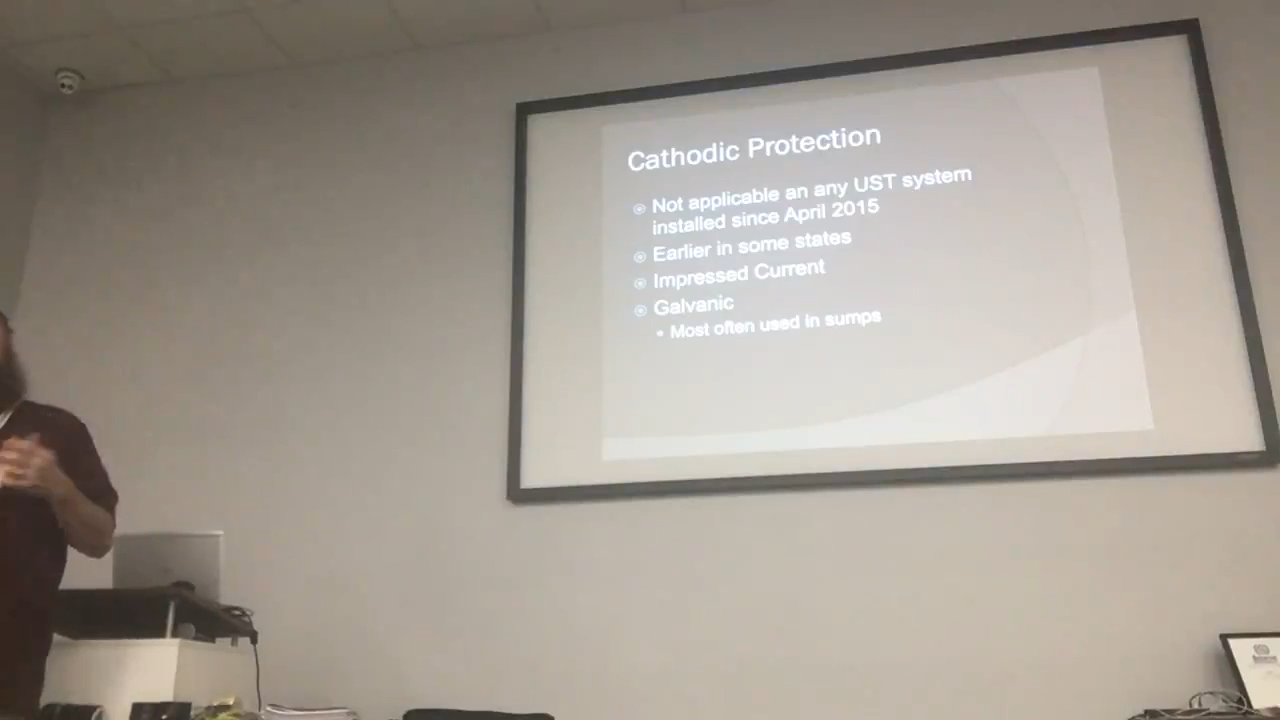 Cathodic Protection
Not applicable an any UST system
installed since April 2015
Earlier in some states
Impressed Current
Galvanic
Most often used in sumps